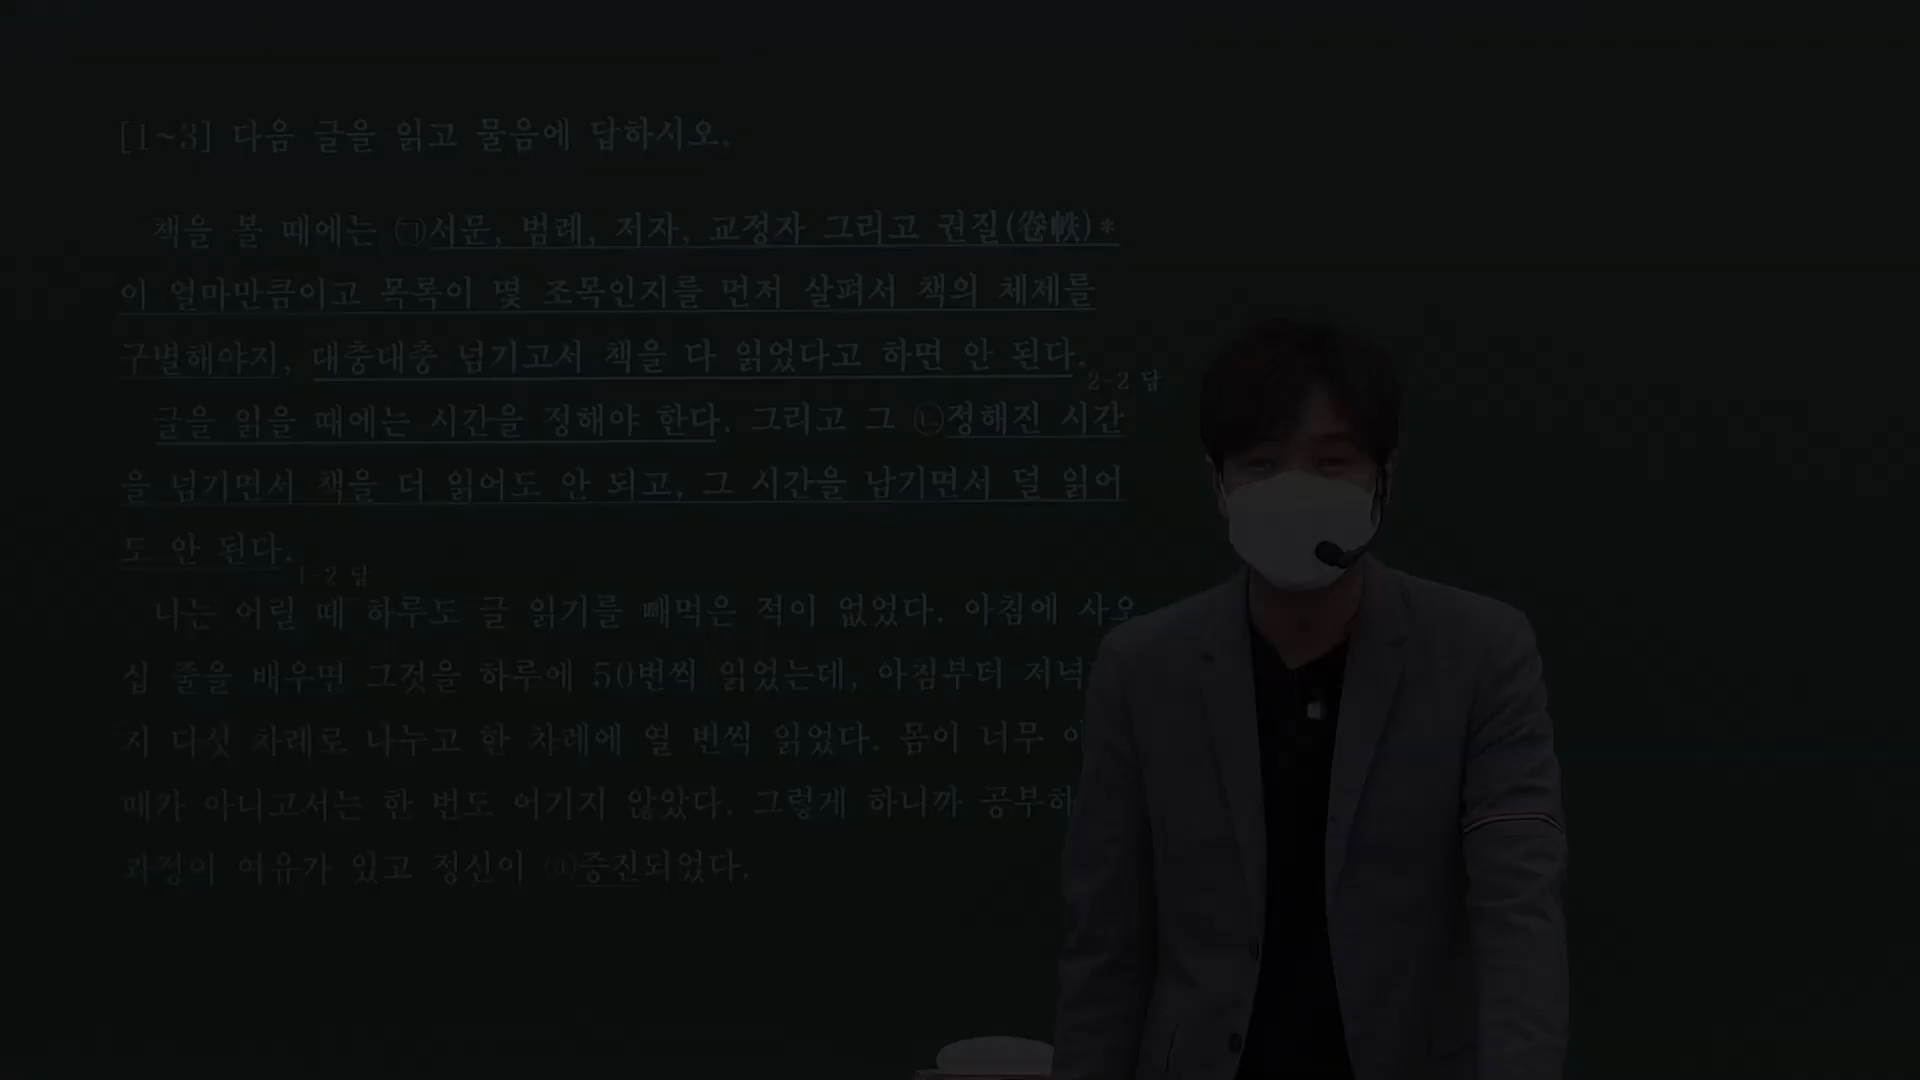 [1~3] 다음 글을 읽고 물음에 답하시오.
책을 볼 때에는 ㉠서문, 범례, 저자, 교정자 그리고 권질(卷帙)*
이 얼마만큼이고 목록이 몇 조목인지를 먼저 살펴서 책의 체제를
구별해야지, 대충대충 넘기고서 책을 다 읽었다고 하면 안 된다.
2-2 답
글을 읽을 때에는 시간을 정해야 한다. 그리고 그 ㉡정해진 시간
을 넘기면서 책을 더 읽어도 안 되고, 그 시간을 남기면서 덜 읽어
도 안 된다.
1-2 답
나는 어릴 때 하루도 글 읽기를 빼먹은 적이 없었다. 아침에 사오
십 줄을 배우면 그것을 하루에 50번씩 읽었는데, 아침부터 저녁
지 다섯 차례로 나누고 한 차례에 열 번씩 읽었다. 몸이 너무
때가 아니고서는 한 번도 어기지 않았다. 그렇게 하니까 공부하
과정이 여유가 있고 정신이 ⓐ증진되었다.